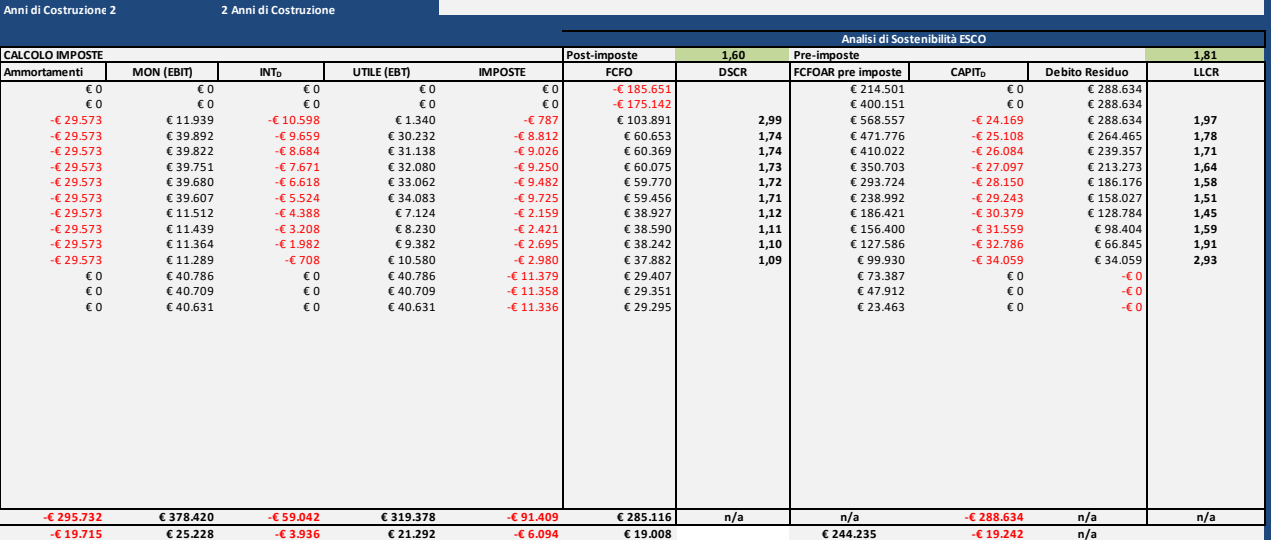 Anni di Costruzione 2 2 Anni di Costruzione
Analisi di Sostenibilità ESCO
CALCOLO IMPOSTE Post-imposte 1,60 Pre-imposte 1,81
Ammortamenti MON (EBIT) INTD UTILE (EBT) IMPOSTE FCFO DSCR FCFOAR pre imposte CAPITD Debito Residuo LLCR
€ 0 € 0 € 0 € 0 € 0 -€ 185.651 € 214.501 € 0 € 288.634
€ 0 € 0 € 0 € 0 € 0 -€ 175.142 € 400.151 € 0 € 288.634
-€ 29.573 € 11.939 -€ 10.598 € 1.340 -€ 787 € 103.891 2,99 € 568.557 -€ 24.169 € 288.634 1,97
-€ 29.573 € 39.892 -€ 9.659 € 30.232 -€ 8.812 € 60.653 1,74 € 471.776 -€ 25.108 € 264.465 1,78
-€ 29.573 € 39.822 -€ 8.684 € 31.138 -€ 9.026 € 60.369 1,74 € 410.022 -€ 26.084 € 239.357 1,71
-€ 29.573 € 39.751 -€ 7.671 € 32.080 -€ 9.250 € 60.075 1,73 € 350.703 -€ 27.097 € 213.273 1,64
-€ 29.573 € 39.680 -€ 6.618 € 33.062 -€ 9.482 € 59.770 1,72 € 293.724 -€ 28.150 € 186.176 1,58
-€ 29.573 € 39.607 -€ 5.524 € 34.083 -€ 9.725 € 59.456 1,71 € 238.992 -€ 29.243 € 158.027 1,51
-€ 29.573 € 11.512 -€ 4.388 € 7.124 -€ 2.159 € 38.927 1,12 € 186.421 -€ 30.379 € 128.784 1,45
-€ 29.573 € 11.439 -€ 3.208 € 8.230 -€ 2.421 € 38.590 1,11 € 156.400 -€ 31.559 € 98.404 1,59
-€ 29.573 € 11.364 -€ 1.982 € 9.382 -€ 2.695 € 38.242 1,10 € 127.586 -€ 32.786 € 66.845 1,91
-€ 29.573 € 11.289 -€ 708 € 10.580 -€ 2.980 € 37.882 1,09 € 99.930 -€ 34.059 € 34.059 2,93
€ 0 € 40.786 € 0 € 40.786 -€ 11.379 € 29.407 € 73.387 € 0 -€ 0
€ 0 € 40.709 € 0 € 40.709 -€ 11.358 € 29.351 € 47.912 € 0 -€ 0
€ 0 € 40.631 € 0 € 40.631 -€ 11.336 € 29.295 € 23.463 € 0 -€ 0
-€ 295.732 € 378.420 -€ 59.042 € 319.378 -€ 91.409 € 285.116 n/a n/a -€ 288.634 n/a n/a
-€ 19.715 € 25.228 -€ 3.936 € 21.292 -€ 6.094 € 19.008 € 244.235 -€ 19.242 n/a